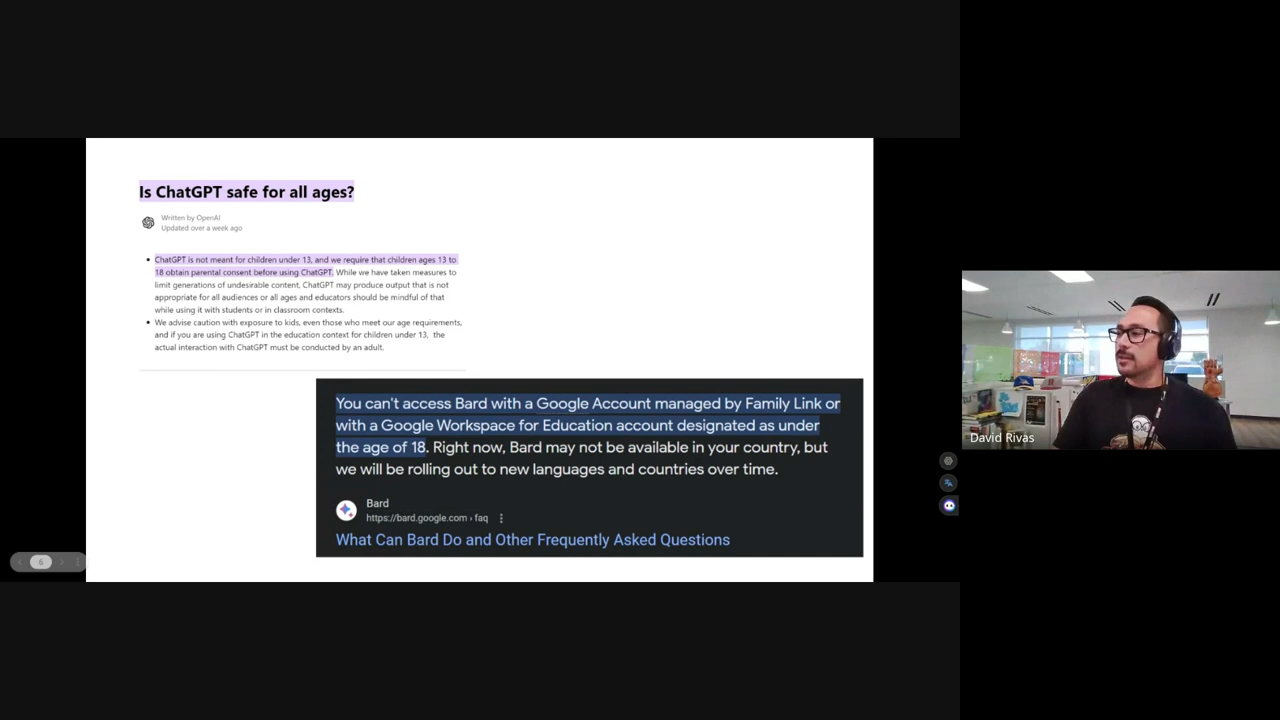 Is ChatGPT safe for all ages?
Written by OpenAI
Updated over a week ago
• ChatGPT is not meant for children under 13, and we require that children ages 13 to
18 obtain parental consent before using ChatGPT. While we have taken measures to
limit generations of undesirable content, ChatGPT may produce output that is not
appropriate for all audiences or all ages and educators should be mindful of that
while using it with students or in classroom contexts.
• We advise caution with exposure to kids, even those who meet our age requirements,
and if you are using ChatGPT in the education context for children under 13, the
actual interaction with ChatGPT must be conducted by an adult.
You can't access Bard with a Google Account managed by Family Link or
with a Google Workspace for Education account designated as under
the age of 18. Right now, Bard may not be available in your country, but
we will be rolling out to new languages and countries over time.
Bard
https://bard.google.com › faq
What Can Bard Do and Other Frequently Asked Questions
6
David Rivas